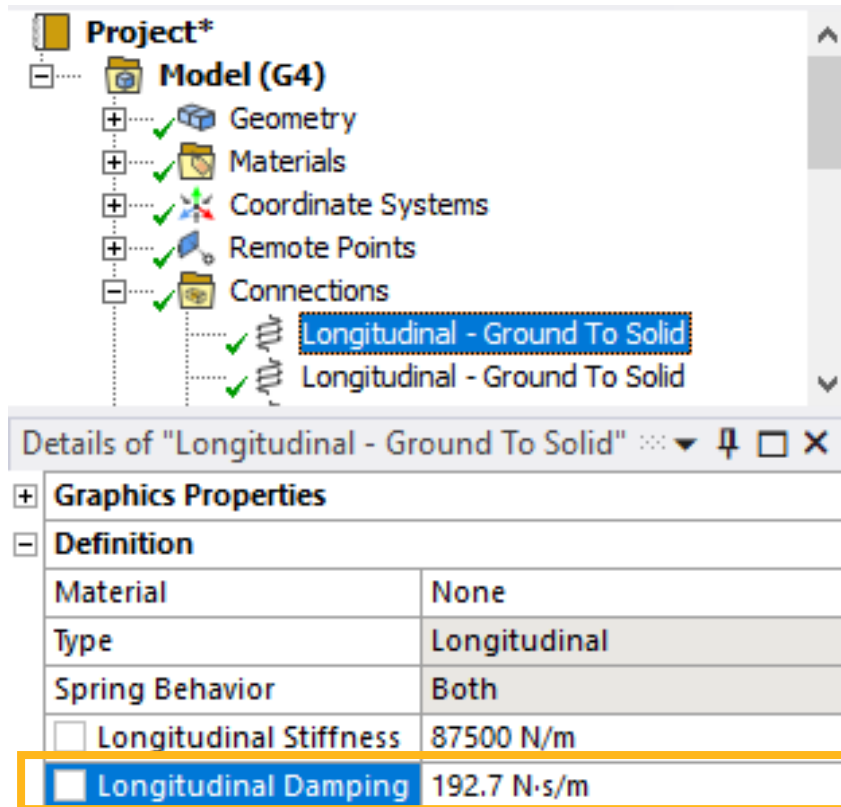 Project*
Model (G4)
Geometry
Materials
Coordinate Systems
Remote Points
Connections
Longitudinal - Ground To Solid
Longitudinal - Ground To Solid
Details of "Longitudinal - Ground To Solid"
Graphics Properties
Definition
Material None
Type Longitudinal
Spring Behavior Both
Longitudinal Stiffness 87500 N/m
Longitudinal Damping 192.7 N·s/m